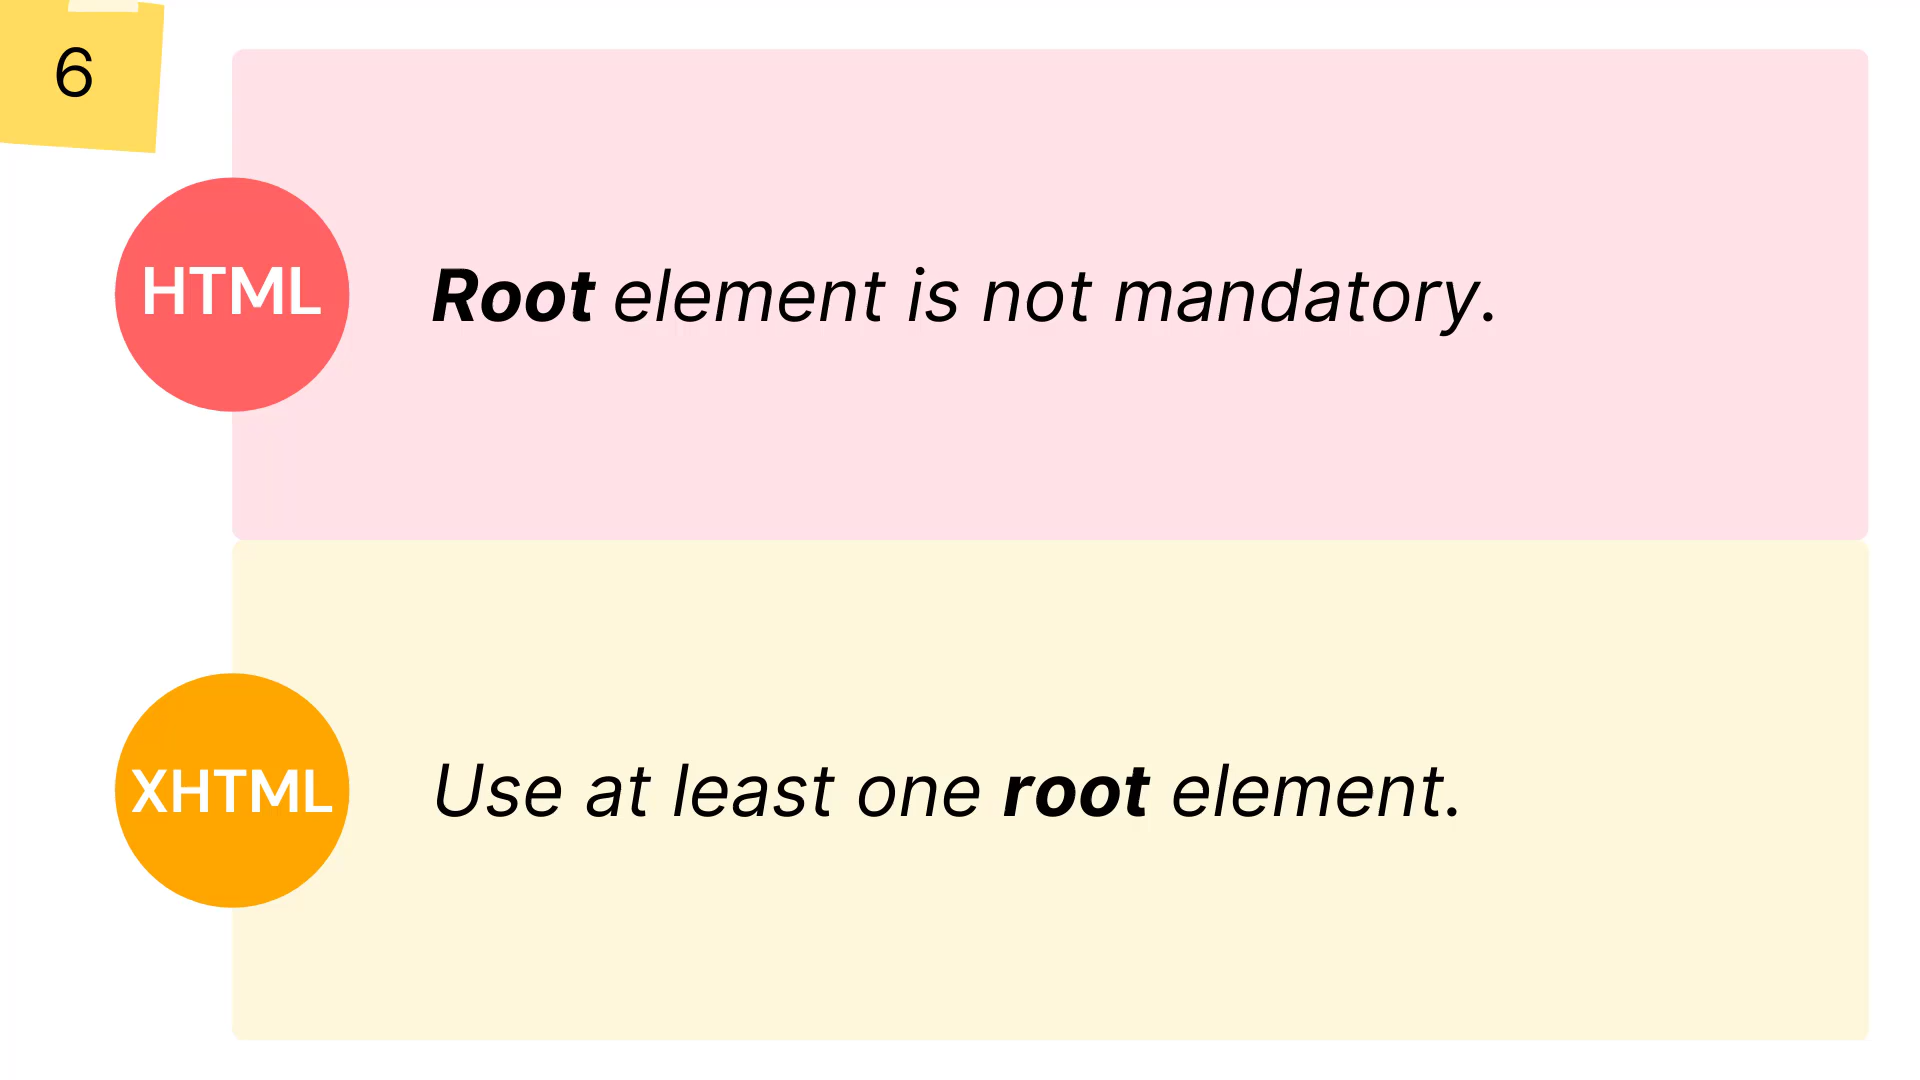 6
HTML
Root element is not mandatory.
XHTML
Use at least one root element.